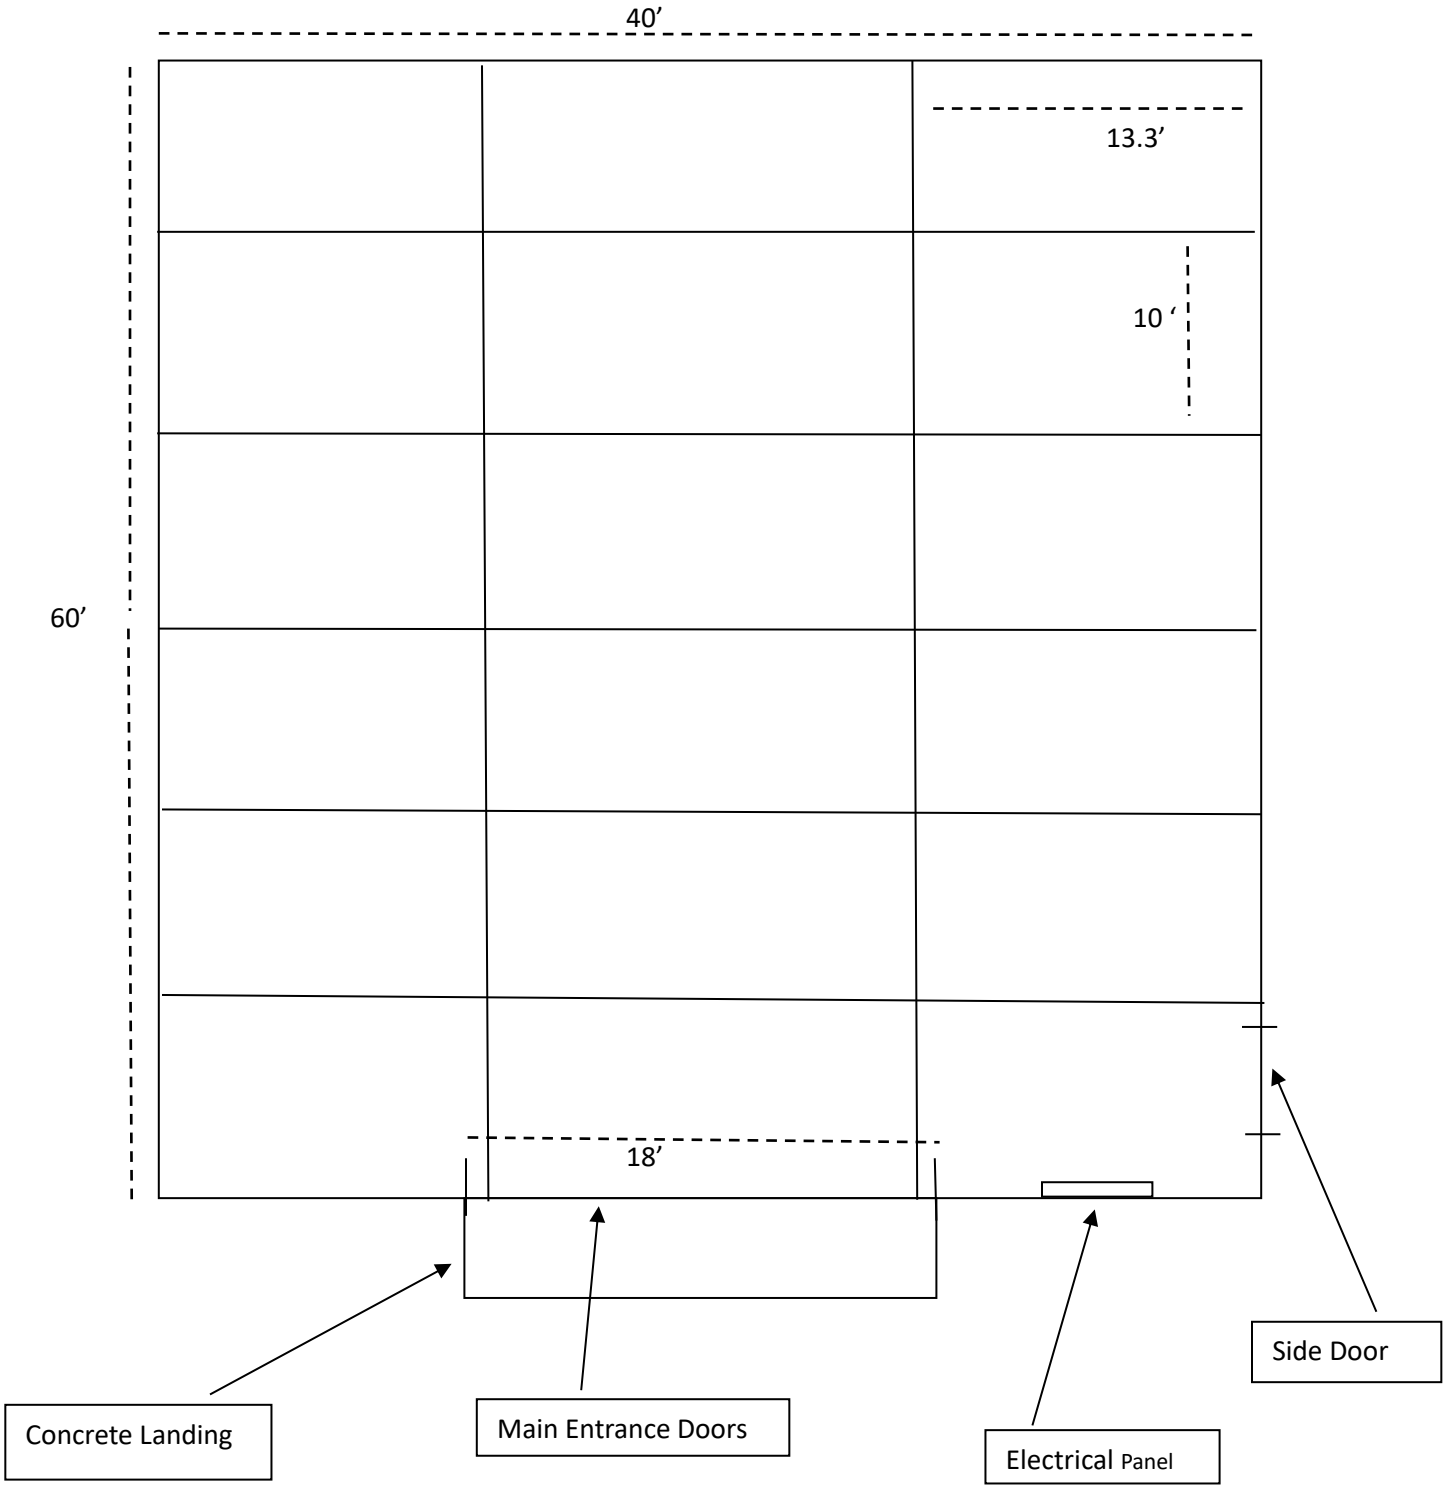 40’
13.3’
10 ‘
60’
18’
Side Door
Main Entrance Doors
Concrete Landing
Electrical Panel